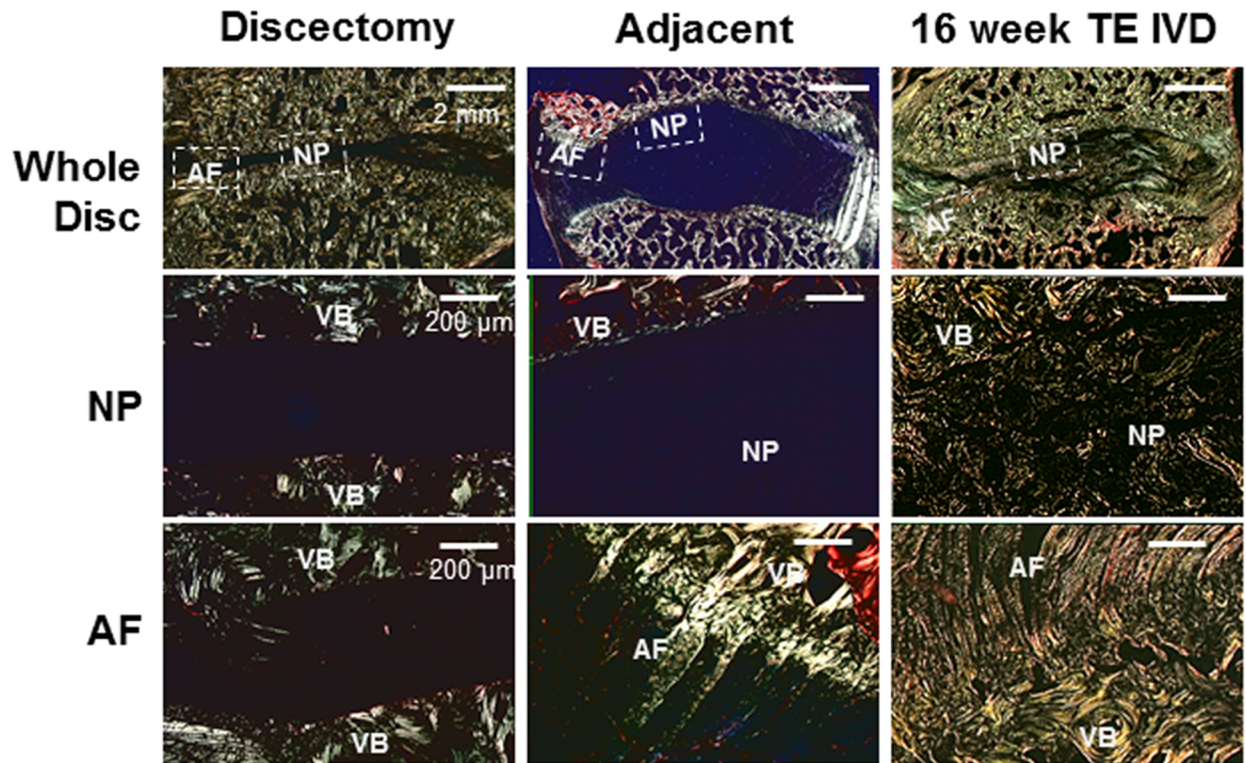 Discectomy Adjacent 16 week TE IVD
Whole Disc
2 mm
AF NP
AF NP
NP
AF
NP
VB
200 µm
VB
VB
NP
VB
NP
AF
VB
200 µm
VB
VB
AF
AF
VB